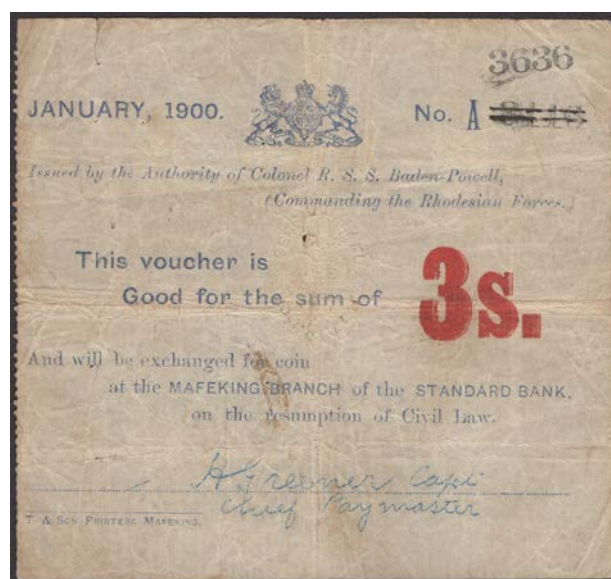 3636
JANUARY, 1900.
No. A
Issued by the Authority of Colonel R. S. S. Baden-Powell,
(Commanding the Rhodesian Forces.)
This voucher is
Good for the sum of
3s.
And will be exchanged for coin
at the MAFEKING BRANCH of the STANDARD BANK,
on the resumption of Civil Law.
H Greener Capt
Chief Paymaster
T. & SON PRINTERS MAFEKING.